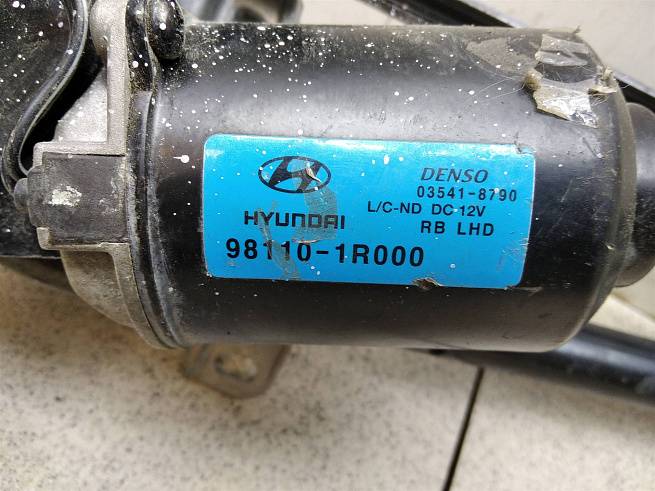 DENSO
03541-8790
L/C-ND DC-12V
HYUNDAI
RB LHD
98110-1R000